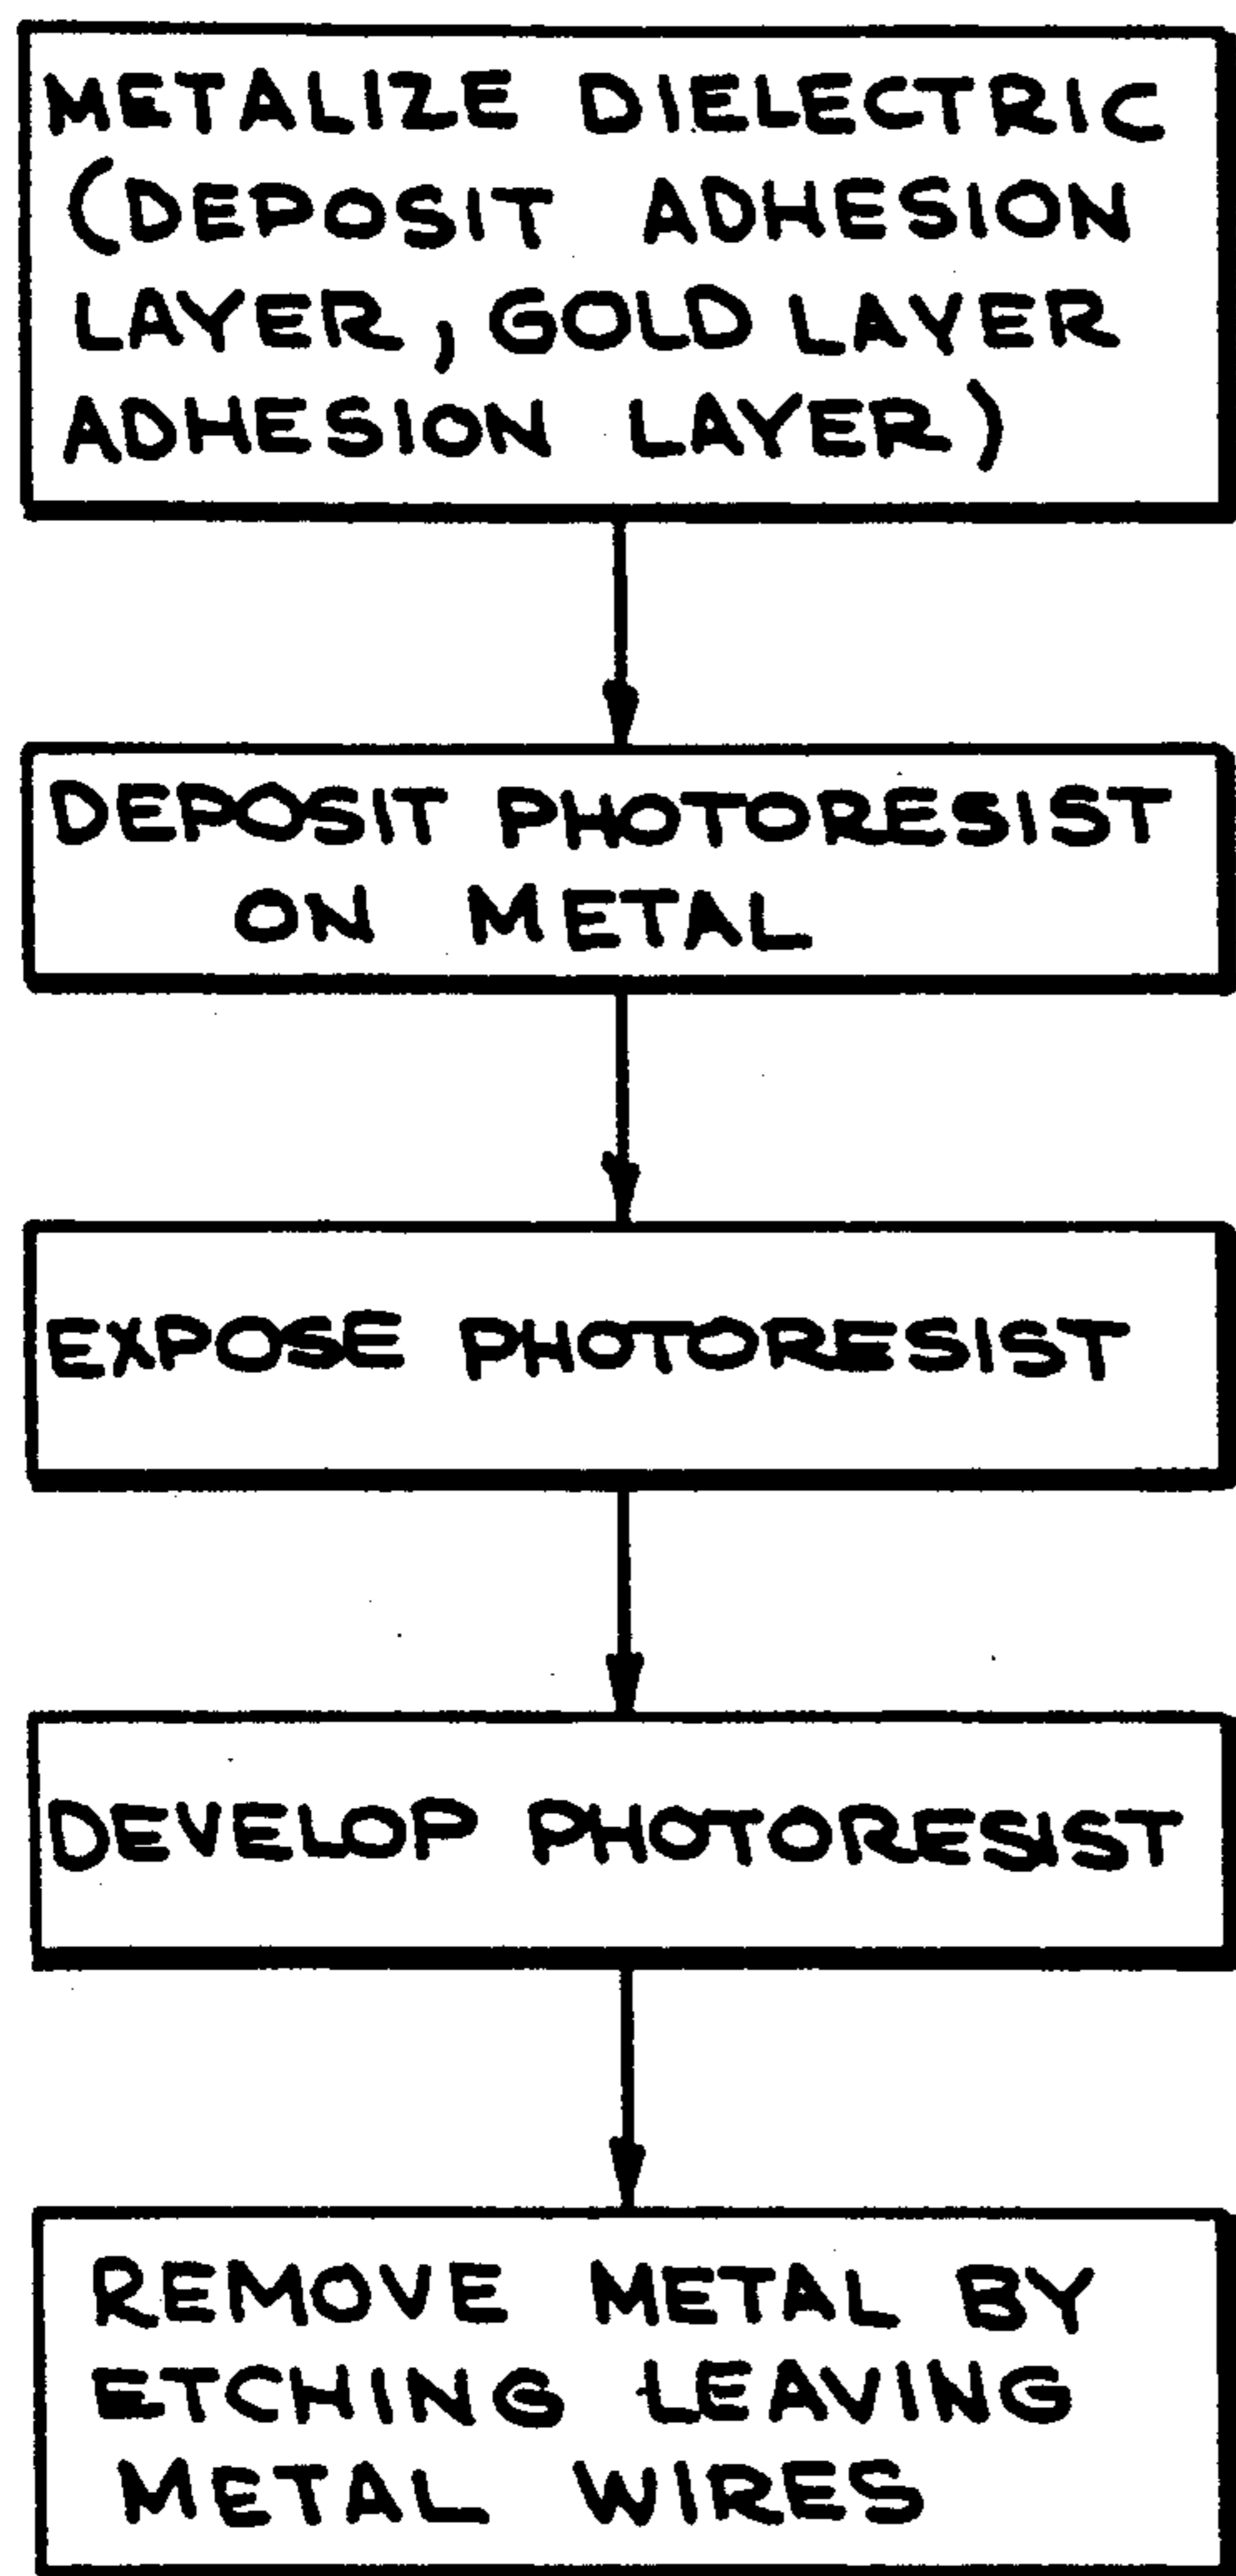 METALIZE DIELECTRIC
(DEPOSIT ADHESION
LAYER, GOLD LAYER
ADHESION LAYER)
DEPOSIT PHOTORESIST
ON METAL
EXPOSE PHOTORESIST
DEVELOP PHOTORESIST
REMOVE METAL BY
ETCHING LEAVING
METAL WIRES